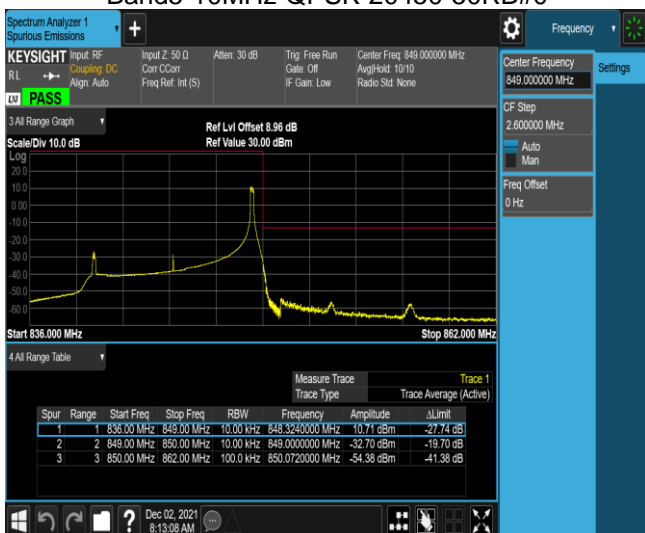 Spectrum Analyzer 1
Spurious Emissions
Frequency
KEYSIGHT
Input: RF
Coupling: DC
Align: Auto
Input Z: 50 Ω
Corr CCorr
Freq Ref: Int (S)
Atten: 30 dB
Trig: Free Run
Gate: Off
IF Gain: Low
Center Freq: 849.000000 MHz
Avg|Hold: 10/10
Radio Std: None
RL
LXI PASS
Center Frequency
849.000000 MHz
Settings
CF Step
2.600000 MHz
Auto
Man
Freq Offset
0 Hz
3 All Range Graph
Ref Lvl Offset 8.96 dB
Scale/Div 10.0 dB
Ref Value 30.00 dBm
Log
20.0
10.0
0.00
-10.0
-20.0
-30.0
-40.0
-50.0
-60.0
Start 836.000 MHz
Stop 862.000 MHz
4 All Range Table
Measure Trace Trace 1
Trace Type Trace Average (Active)
Spur Range Start Freq Stop Freq RBW Frequency Amplitude ΔLimit
1 1 836.00 MHz 849.00 MHz 10.00 kHz 848.3240000 MHz 10.71 dBm -27.74 dB
2 2 849.00 MHz 850.00 MHz 10.00 kHz 849.0000000 MHz -32.70 dBm -19.70 dB
3 3 850.00 MHz 862.00 MHz 100.0 kHz 850.0720000 MHz -54.38 dBm -41.38 dB
Dec 02, 2021
8:13:08 AM